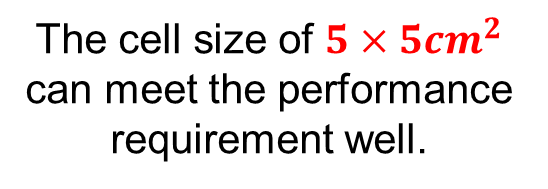 The cell size of 5 × 5cm²
can meet the performance
requirement well.